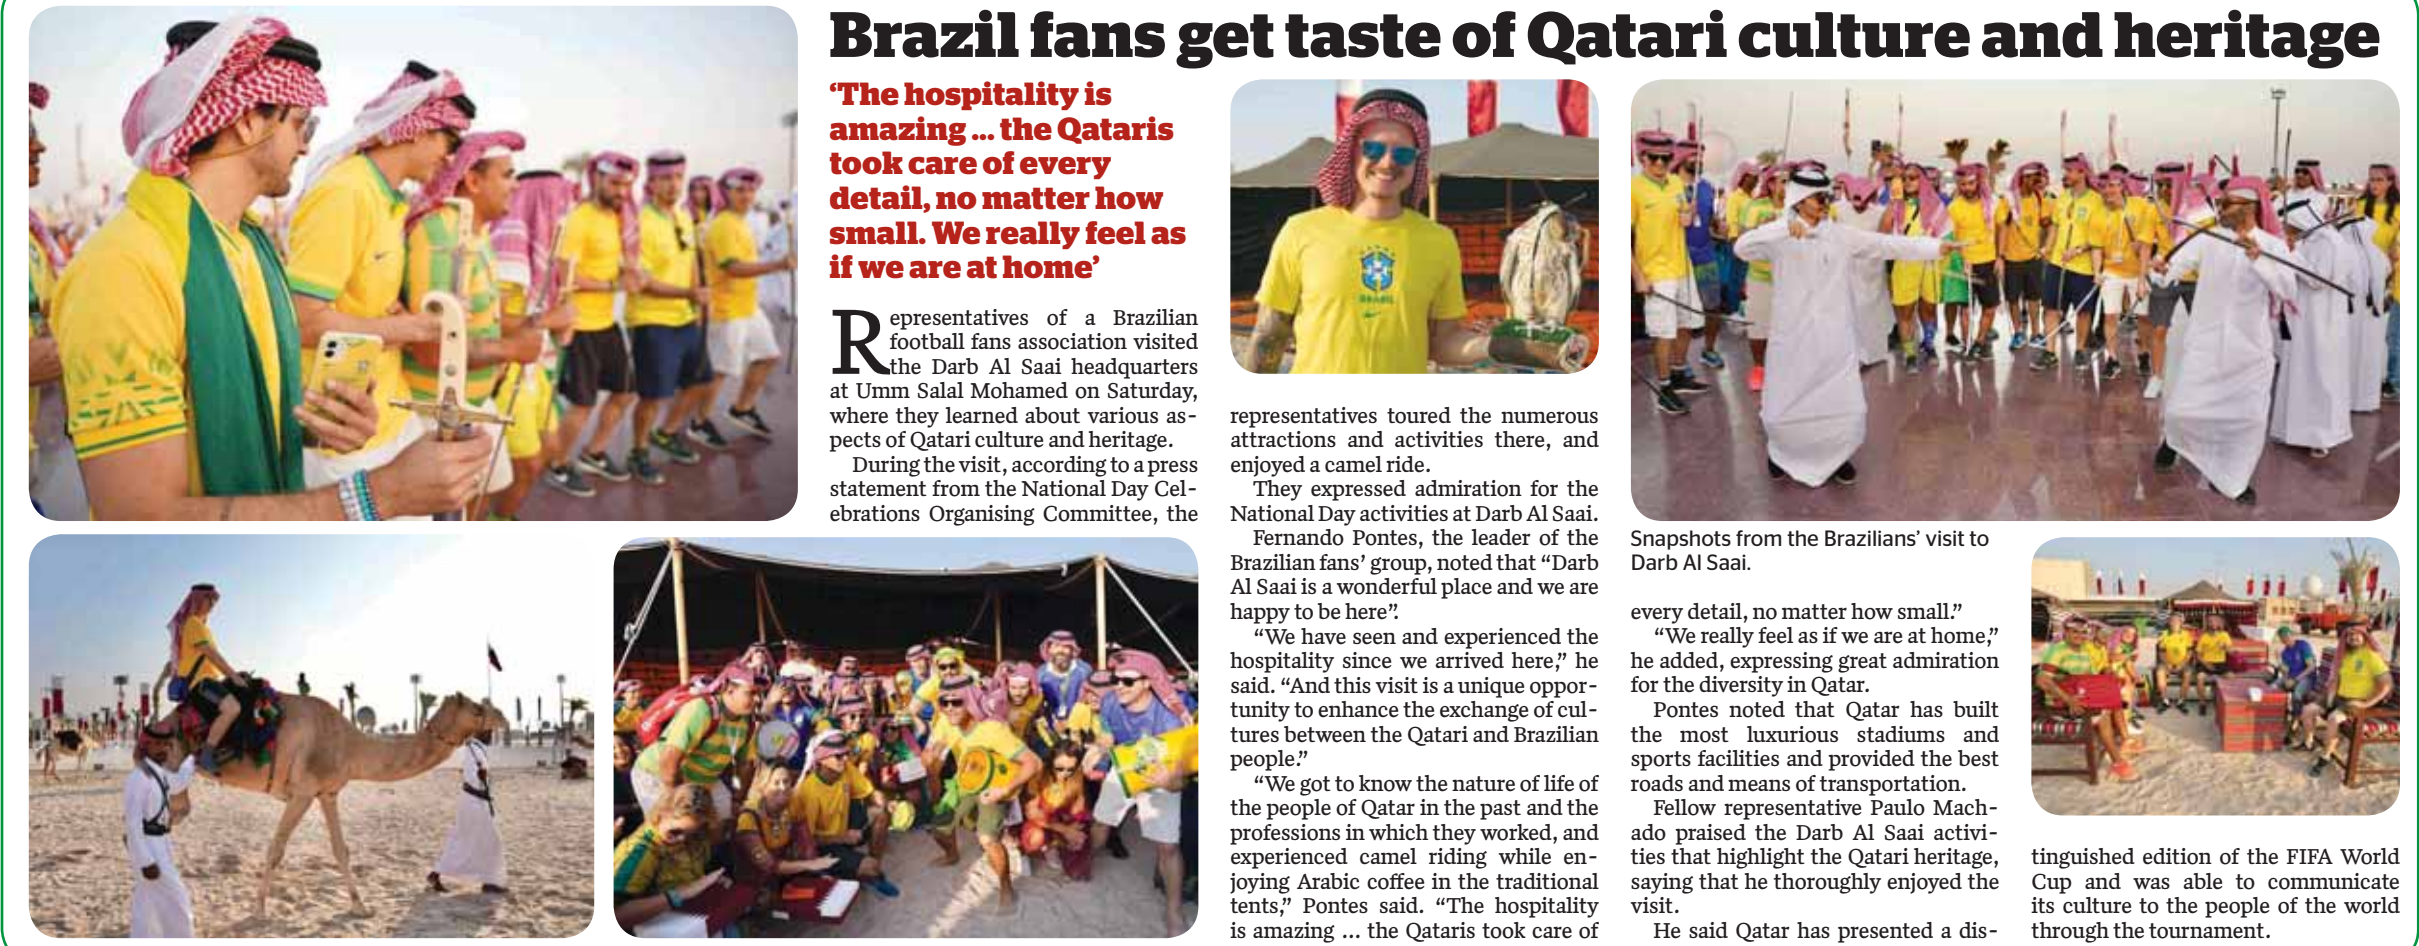 Brazil fans get taste of Qatari culture and heritage
‘The hospitality is
amazing ... the Qataris
took care of every
detail, no matter how
small. We really feel as
if we are at home’
Representatives of a Brazilian
football fans association visited
the Darb Al Saai headquarters
at Umm Salal Mohamed on Saturday,
where they learned about various as-
pects of Qatari culture and heritage.
During the visit, according to a press
statement from the National Day Cel-
ebrations Organising Committee, the
representatives toured the numerous
attractions and activities there, and
enjoyed a camel ride.
They expressed admiration for the
National Day activities at Darb Al Saai.
Fernando Pontes, the leader of the
Brazilian fans’ group, noted that “Darb
Al Saai is a wonderful place and we are
happy to be here”.
“We have seen and experienced the
hospitality since we arrived here,” he
said. “And this visit is a unique oppor-
tunity to enhance the exchange of cul-
tures between the Qatari and Brazilian
people.”
“We got to know the nature of life of
the people of Qatar in the past and the
professions in which they worked, and
experienced camel riding while en-
joying Arabic coffee in the traditional
tents,” Pontes said. “The hospitality
is amazing ... the Qataris took care of
every detail, no matter how small.”
“We really feel as if we are at home,”
he added, expressing great admiration
for the diversity in Qatar.
Pontes noted that Qatar has built
the most luxurious stadiums and
sports facilities and provided the best
roads and means of transportation.
Fellow representative Paulo Mach-
ado praised the Darb Al Saai activi-
ties that highlight the Qatari heritage,
saying that he thoroughly enjoyed the
visit.
He said Qatar has presented a dis-
tinguished edition of the FIFA World
Cup and was able to communicate
its culture to the people of the world
through the tournament.
Snapshots from the Brazilians’ visit to
Darb Al Saai.
BRASIL